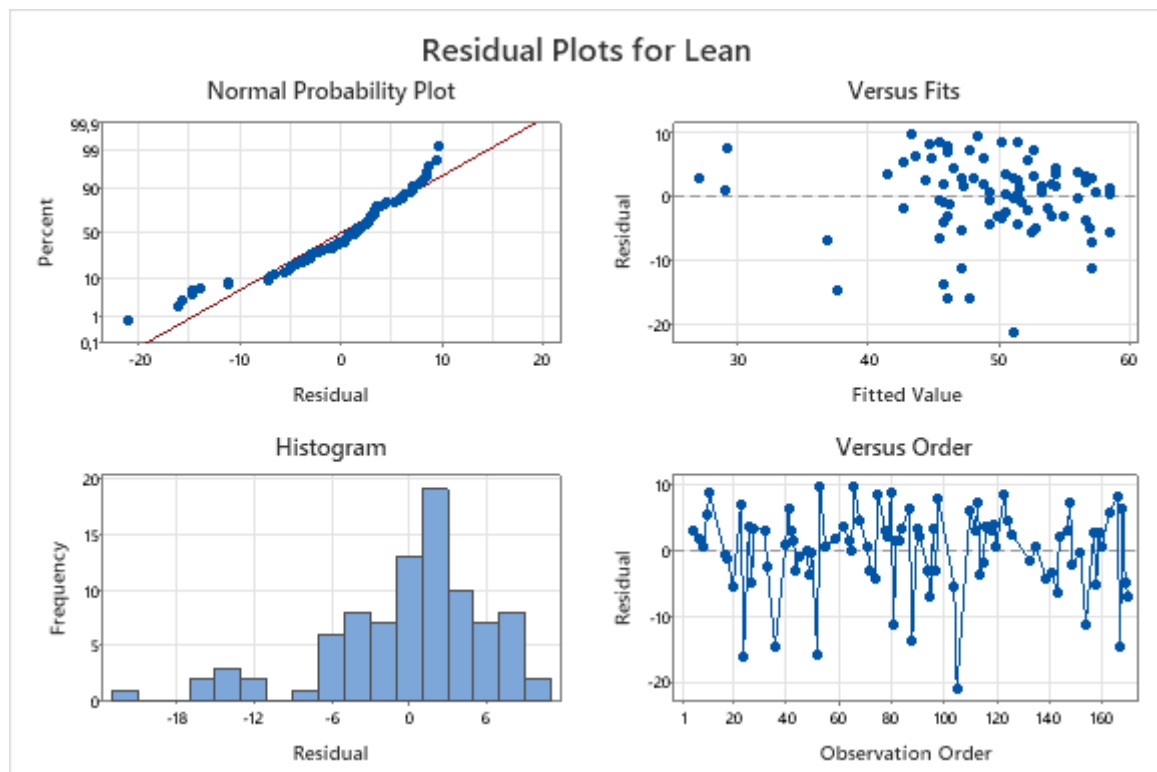 Residual Plots for Lean
Normal Probability Plot
99,9
99
90
50
10
1
0,1
Percent
-20 -10 0 10 20
Residual
Versus Fits
10
0
-10
-20
Residual
30 40 50 60
Fitted Value
Histogram
20
15
10
5
0
Frequency
-18 -12 -6 0 6
Residual
Versus Order
10
0
-10
-20
Residual
1 20 40 60 80 100 120 140 160
Observation Order